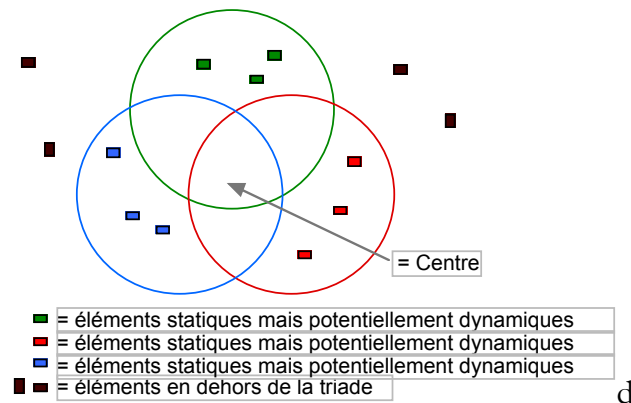 = Centre
= éléments statiques mais potentiellement dynamiques
= éléments statiques mais potentiellement dynamiques
= éléments statiques mais potentiellement dynamiques
= éléments en dehors de la triade
d